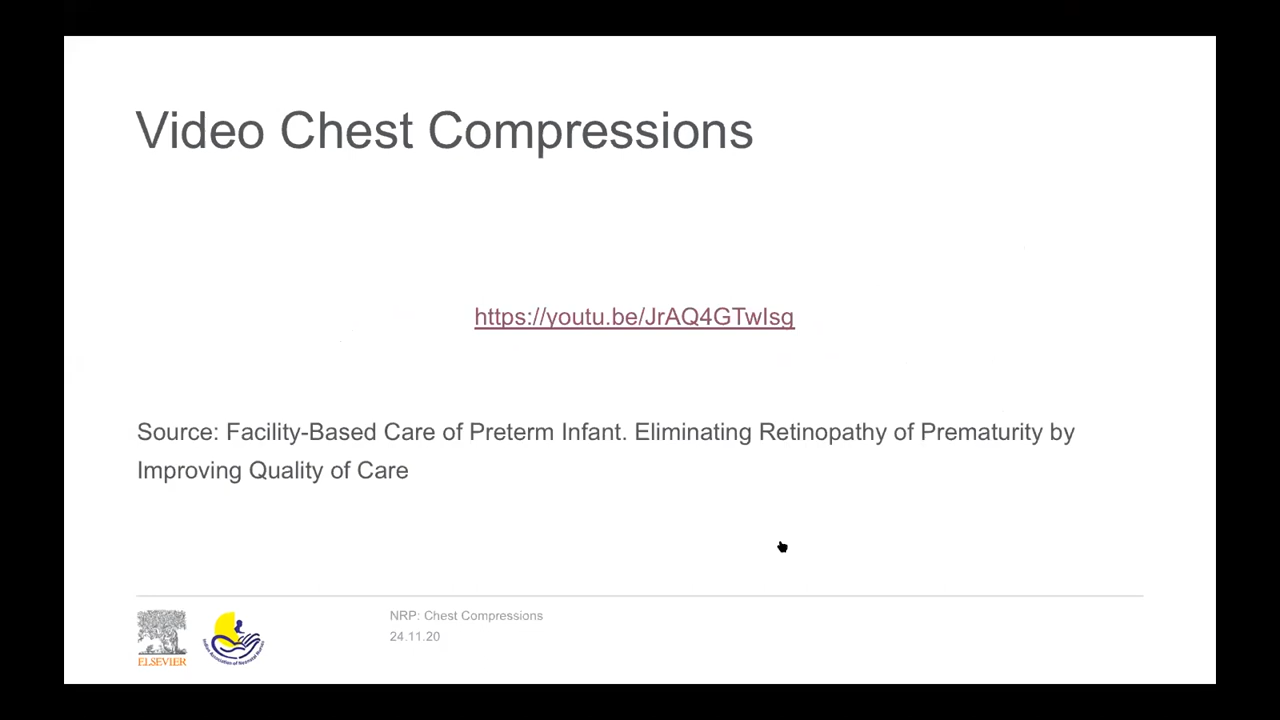 Video Chest Compressions
https://youtu.be/JrAQ4GTwIsg
Source: Facility-Based Care of Preterm Infant. Eliminating Retinopathy of Prematurity by
Improving Quality of Care
ELSEVIER
NRP: Chest Compressions
24.11.20